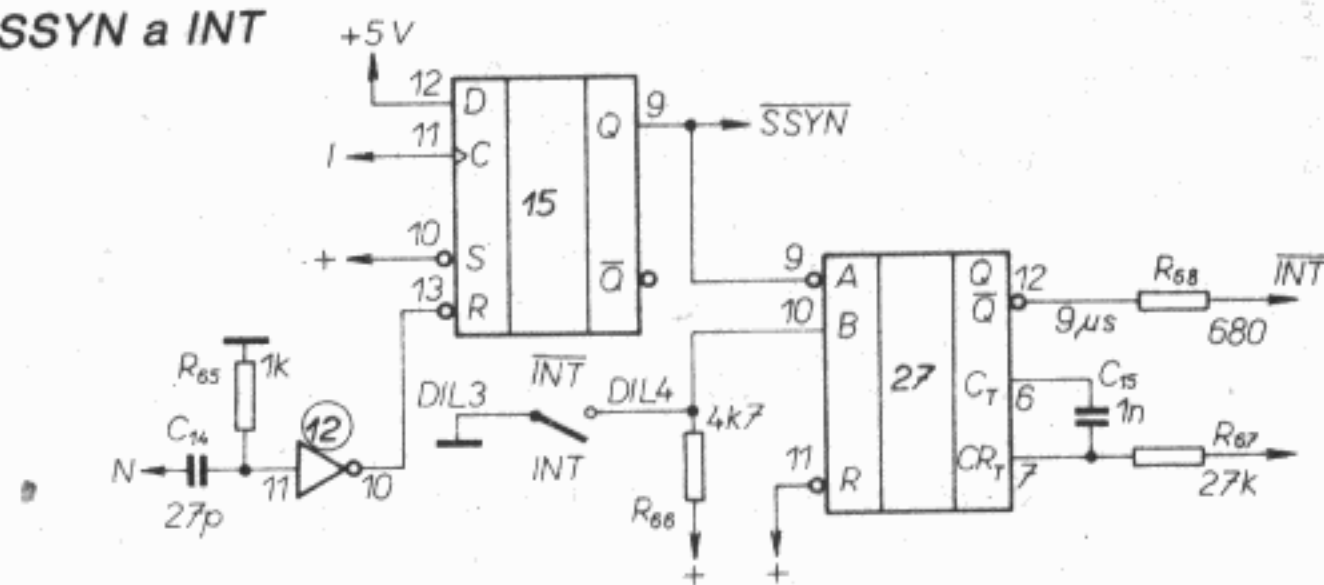 SSYN a INT
+5V
12
D
Q
9
SSYN
11
I
C
15
10
+
S
Q
13
R
9
A
Q
12
R68
INT
10
B
Q
9µs
680
R65
1k
INT
DIL3
DIL4
27
CT
6
C15
1n
INT
4k7
C14
12
N
11
10
27p
R66
11
R
CRT
7
R67
27k
+
+